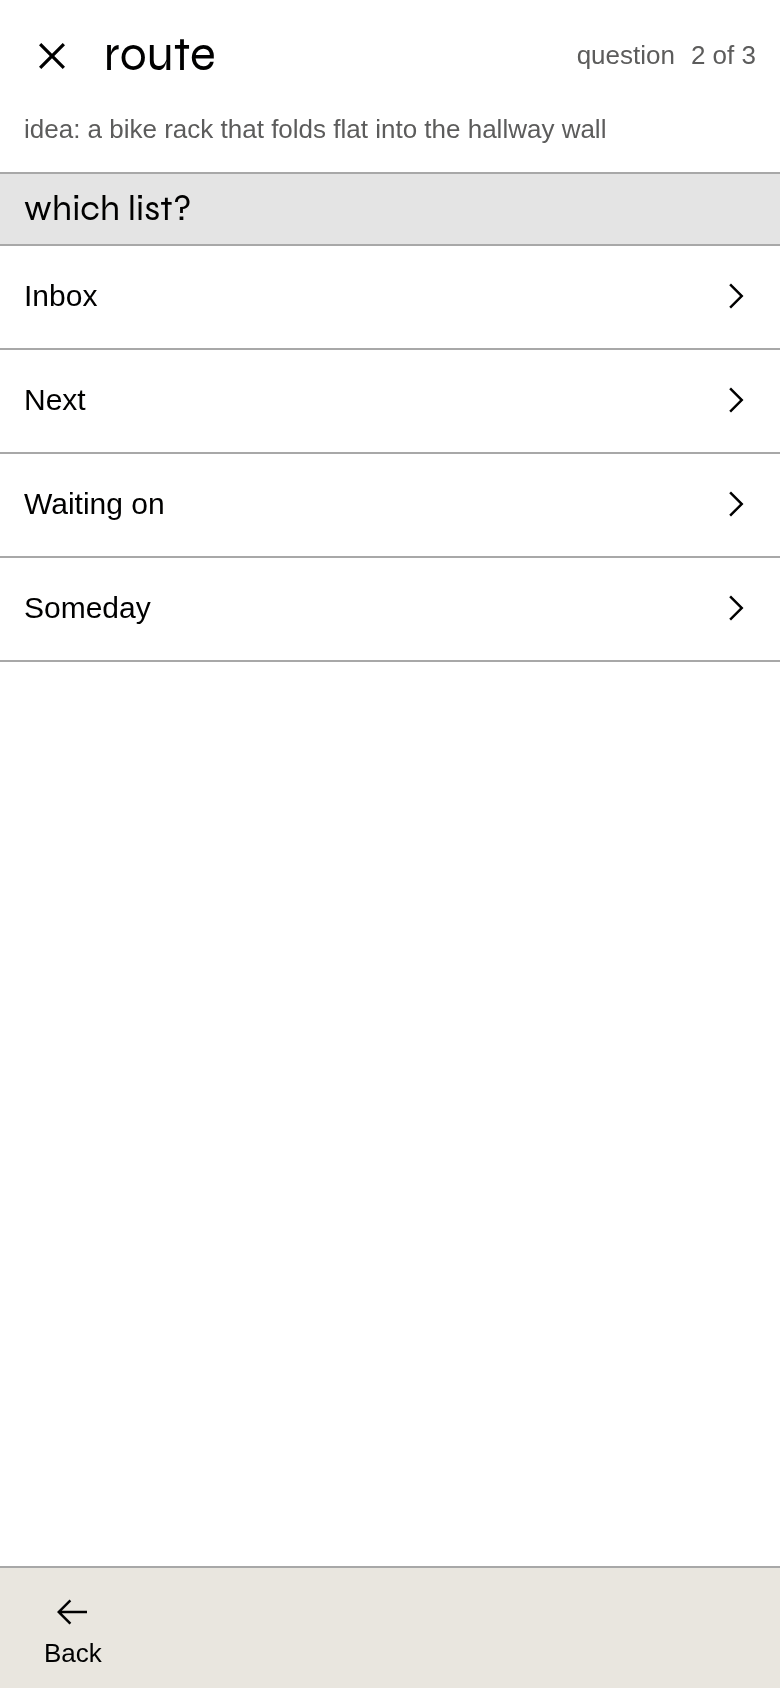 route
question 2 of 3
idea: a bike rack that folds flat into the hallway wall
which list?
Inbox
Next
Waiting on
Someday
Back